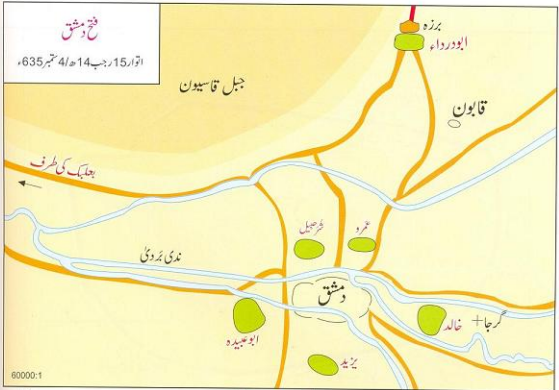 فتح دمشق
اتوار 15 رجب 14ھ/4 ستمبر 635ء
برزہ
ابودرداء
جبل قاسیون
قابون
بعلبک کی طرف
شرحبیل
عمرو
ندی بردیٰ
دمشق
ابوعبیدہ
خالد
گرجا
یزید
60000:1